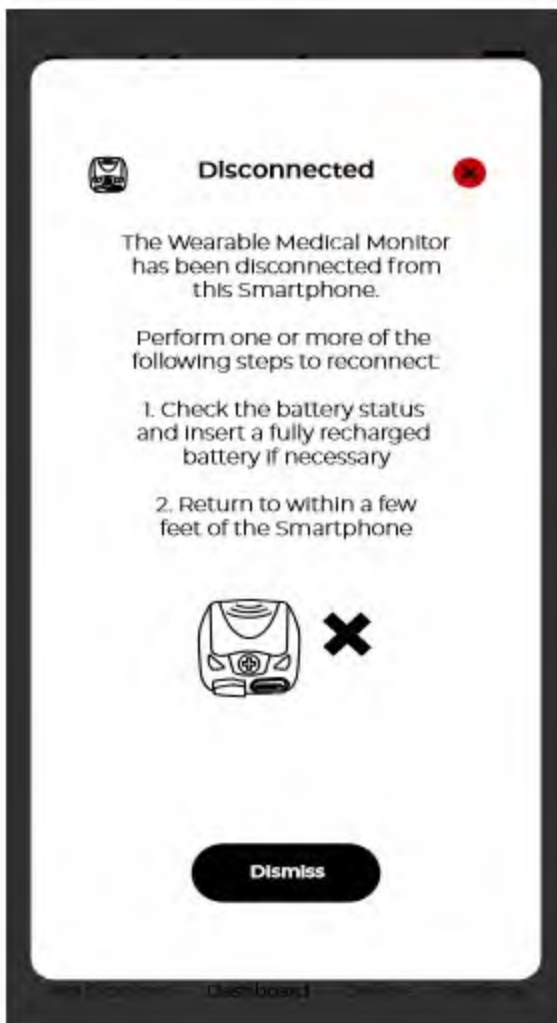 Disconnected
The Wearable Medical Monitor
has been disconnected from
this Smartphone.
Perform one or more of the
following steps to reconnect:
1. Check the battery status
and insert a fully recharged
battery if necessary
2. Return to within a few
feet of the Smartphone
Dismiss
Dashboard